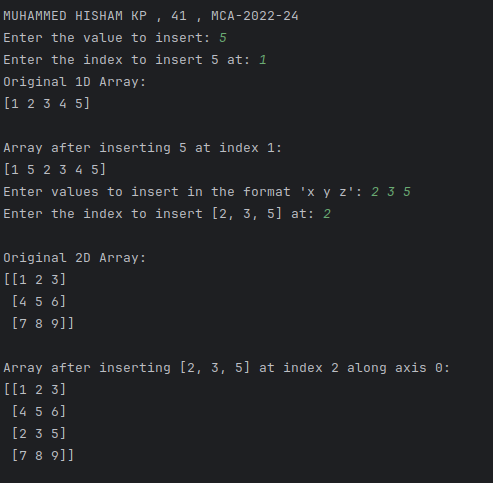 MUHAMMED HISHAM KP , 41 , MCA-2022-24
Enter the value to insert: 5
Enter the index to insert 5 at: 1
Original 1D Array:
[1 2 3 4 5]

Array after inserting 5 at index 1:
[1 5 2 3 4 5]
Enter values to insert in the format 'x y z': 2 3 5
Enter the index to insert [2, 3, 5] at: 2

Original 2D Array:
[[1 2 3]
 [4 5 6]
 [7 8 9]]

Array after inserting [2, 3, 5] at index 2 along axis 0:
[[1 2 3]
 [4 5 6]
 [2 3 5]
 [7 8 9]]